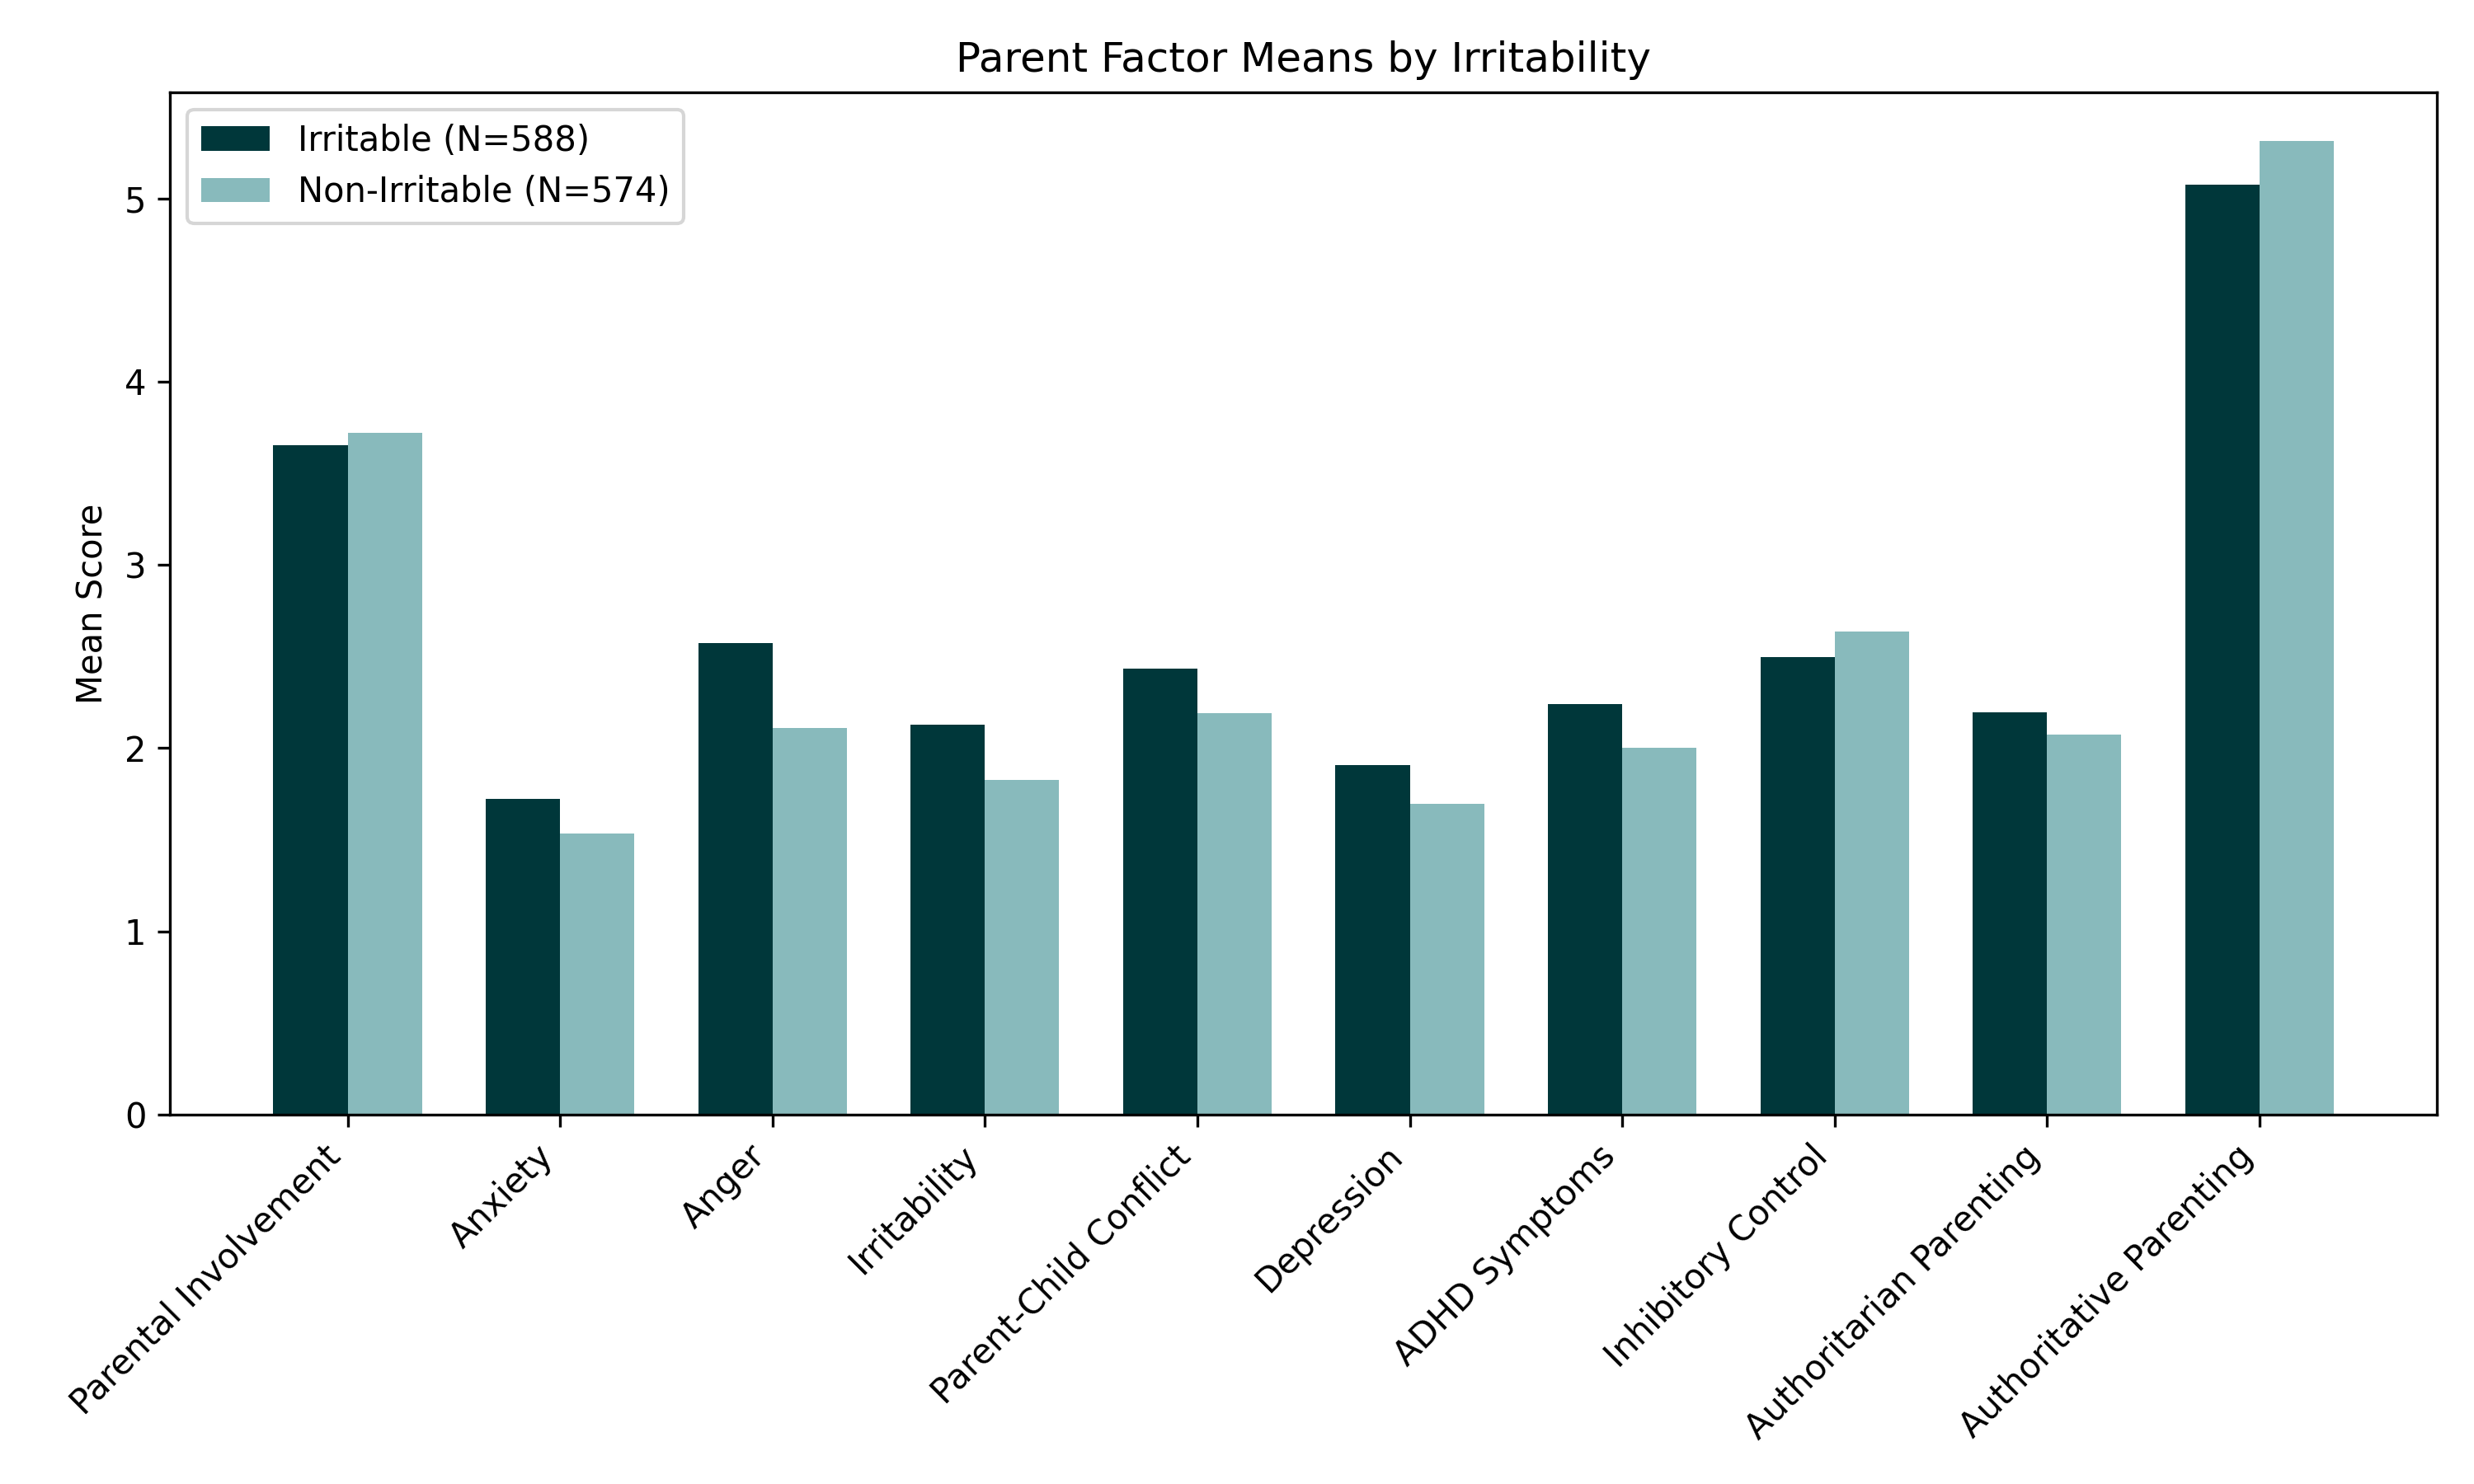 Parent Factor Means by Irritability
Irritable (N=588)
Non-Irritable (N=574)
Mean Score
5
4
3
2
1
0
Parental Involvement
Anxiety
Anger
Irritability
Parent-Child Conflict
Depression
ADHD Symptoms
Inhibitory Control
Authoritarian Parenting
Authoritative Parenting